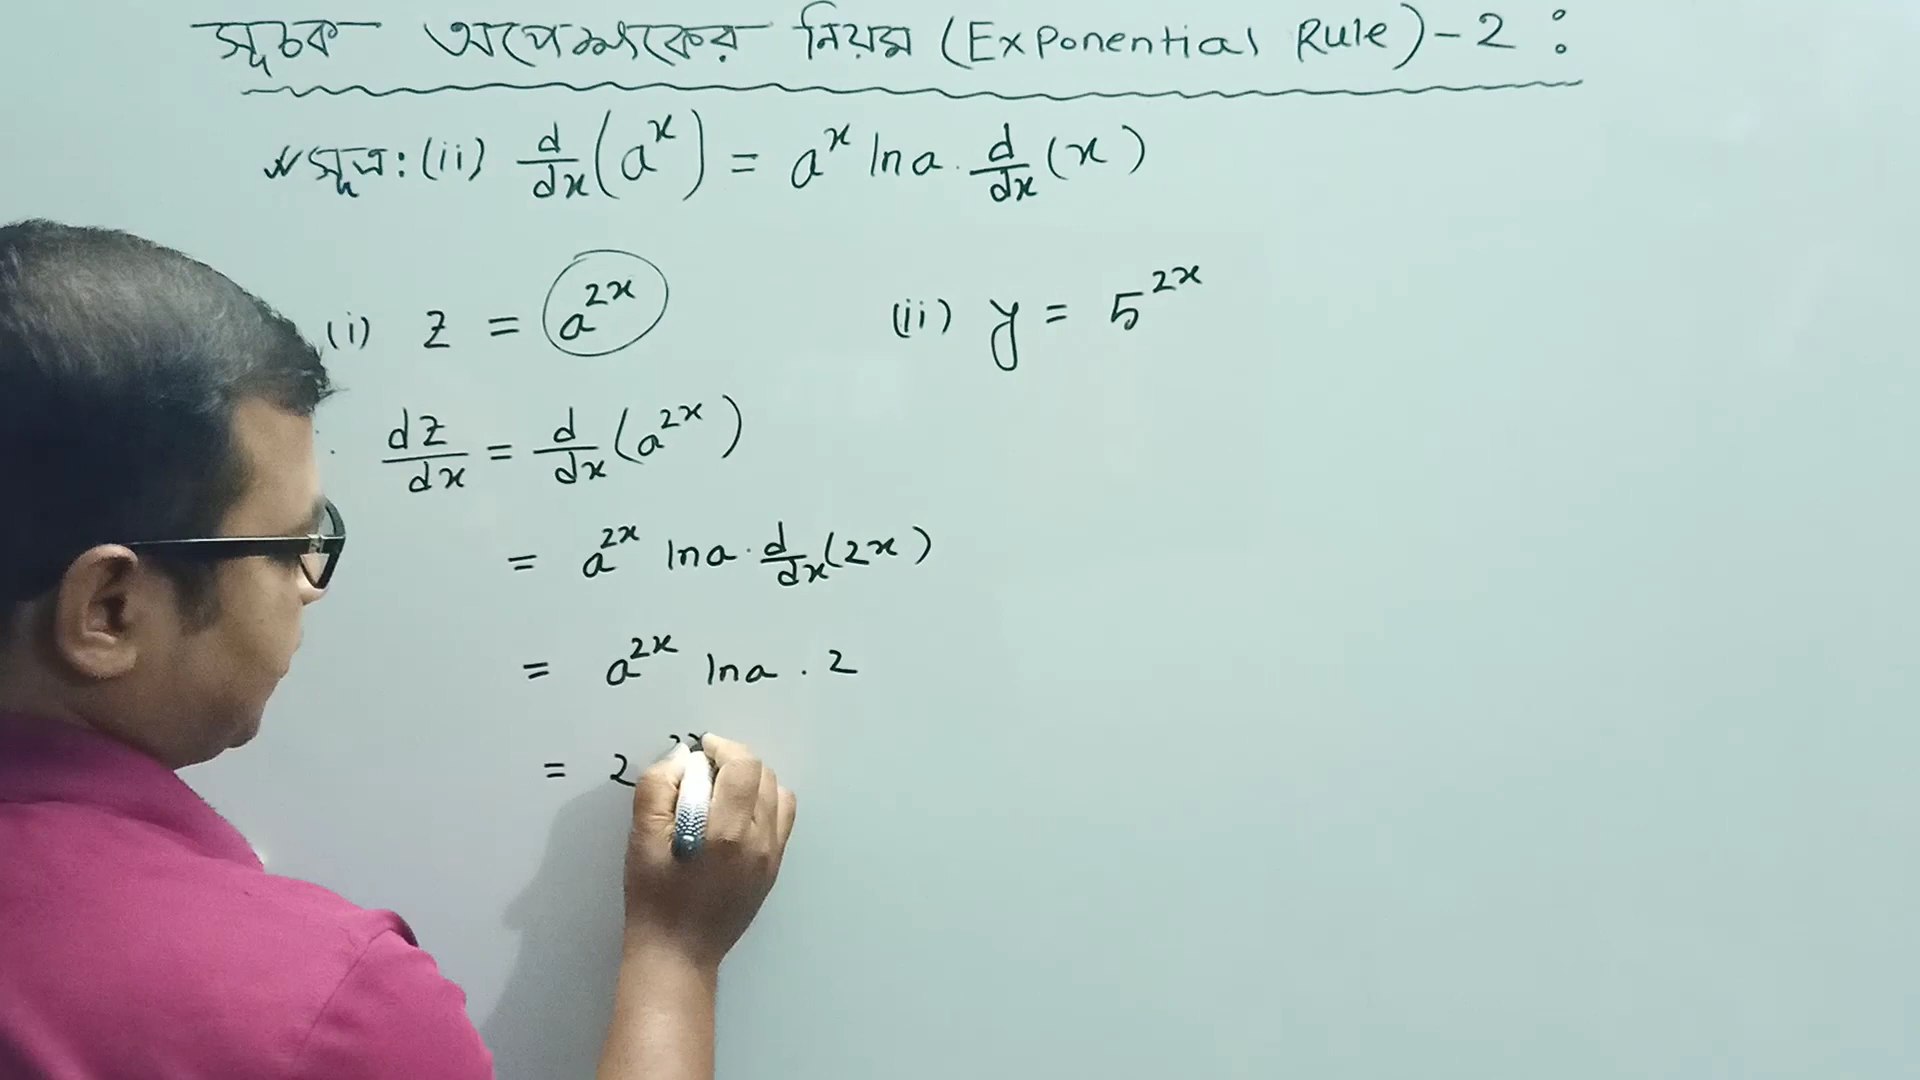 সূচক অপেক্ষকের নিয়ম (Exponential Rule)-2 :
সূত্র: (ii) d/dx (a^x) = a^x ln a . d/dx (x)
(i) z = a^2x (ii) y = 5^2x
dz/dx = d/dx (a^2x)
= a^2x ln a . d/dx (2x)
= a^2x ln a . 2
= 2